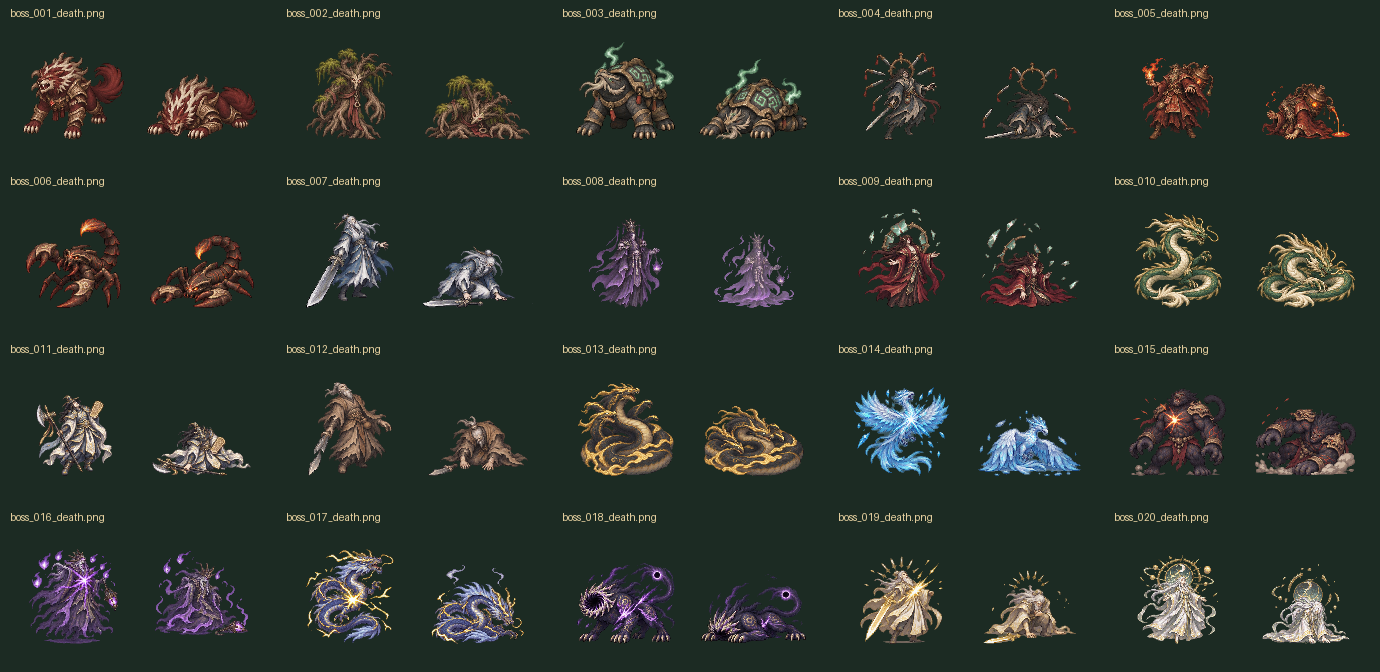 boss_001_death.png
boss_002_death.png
boss_003_death.png
boss_004_death.png
boss_005_death.png
boss_006_death.png
boss_007_death.png
boss_008_death.png
boss_009_death.png
boss_010_death.png
boss_011_death.png
boss_012_death.png
boss_013_death.png
boss_014_death.png
boss_015_death.png
boss_016_death.png
boss_017_death.png
boss_018_death.png
boss_019_death.png
boss_020_death.png